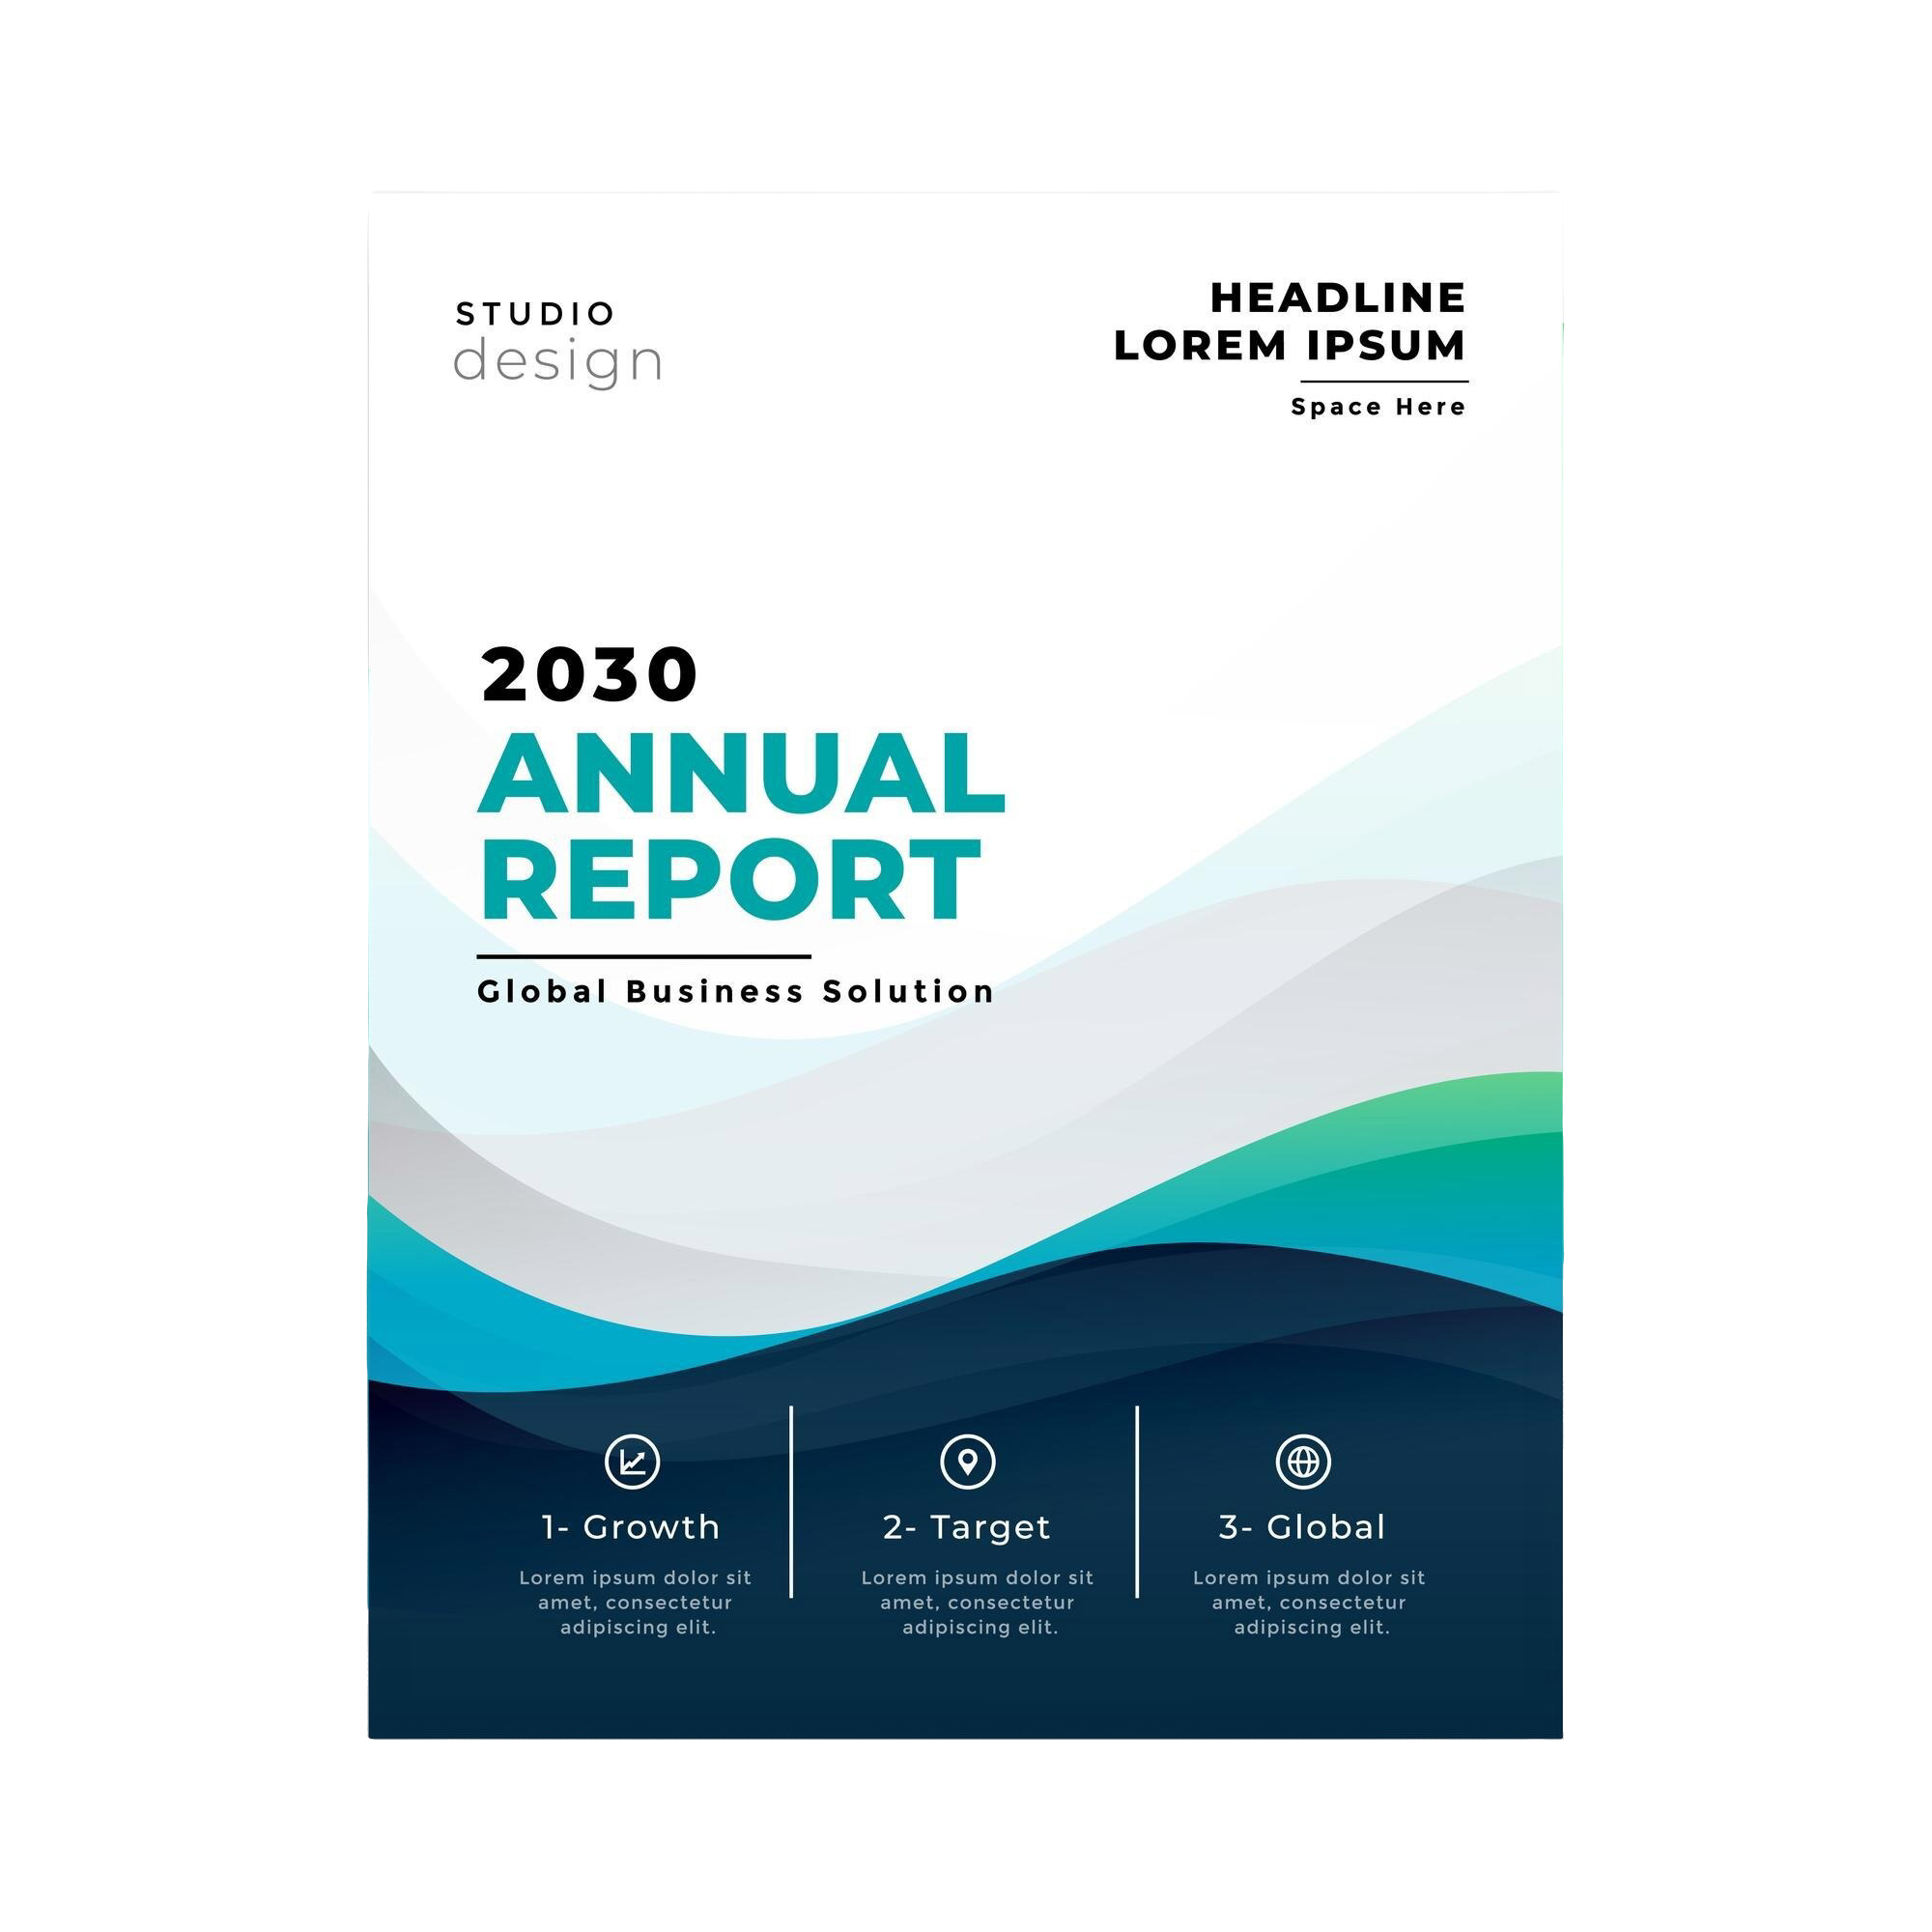 STUDIO
design
HEADLINE
LOREM IPSUM
Space Here
2030
ANNUAL
REPORT
Global Business Solution
1- Growth
Lorem ipsum dolor sit
amet, consectetur
adipiscing elit.
2- Target
Lorem ipsum dolor sit
amet, consectetur
adipiscing elit.
3- Global
Lorem ipsum dolor sit
amet, consectetur
adipiscing elit.